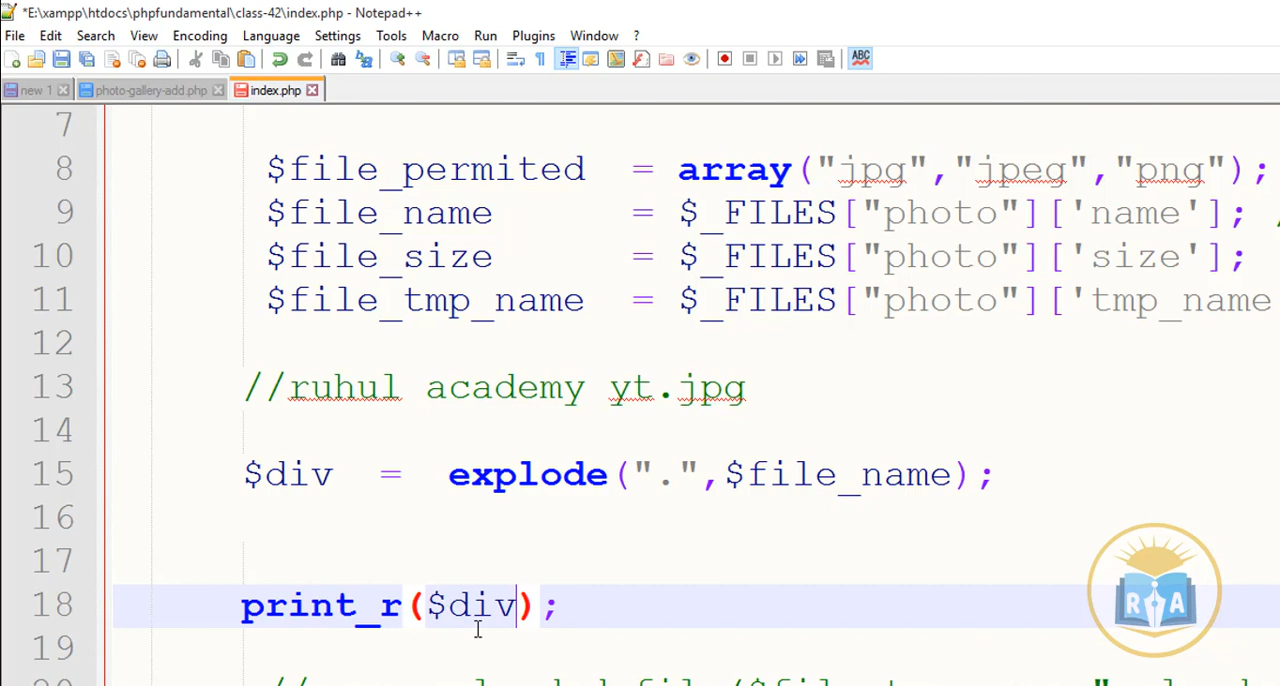 *E:\xampp\htdocs\phpfundamental\class-42\index.php - Notepad++
File Edit Search View Encoding Language Settings Tools Macro Run Plugins Window ?
ABC
new 1 photo-gallery-add.php index.php
7
8 $file_permited = array("jpg","jpeg","png");
9 $file_name = $_FILES["photo"]['name']; /
10 $file_size = $_FILES["photo"]['size'];
11 $file_tmp_name = $_FILES["photo"]['tmp_name
12
13 //ruhul academy yt.jpg
14
15 $div = explode(".",$file_name);
16
17
18 print_r($div);
19
R A
20